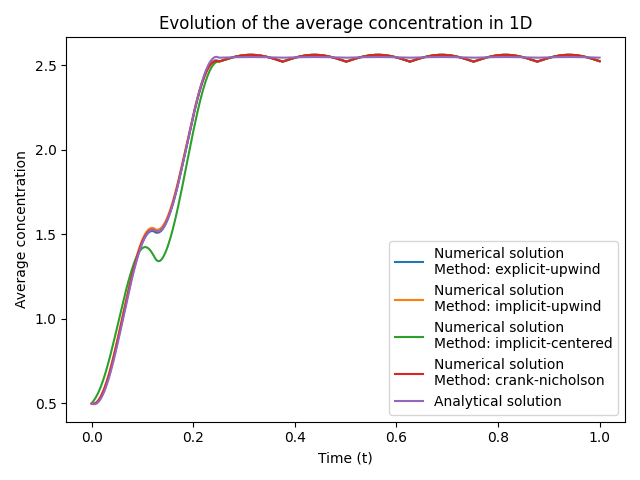 Evolution of the average concentration in 1D
Average concentration
2.5
2.0
1.5
1.0
0.5
0.0
0.2
0.4
0.6
0.8
1.0
Time (t)
Numerical solution
Method: explicit-upwind
Numerical solution
Method: implicit-upwind
Numerical solution
Method: implicit-centered
Numerical solution
Method: crank-nicholson
Analytical solution